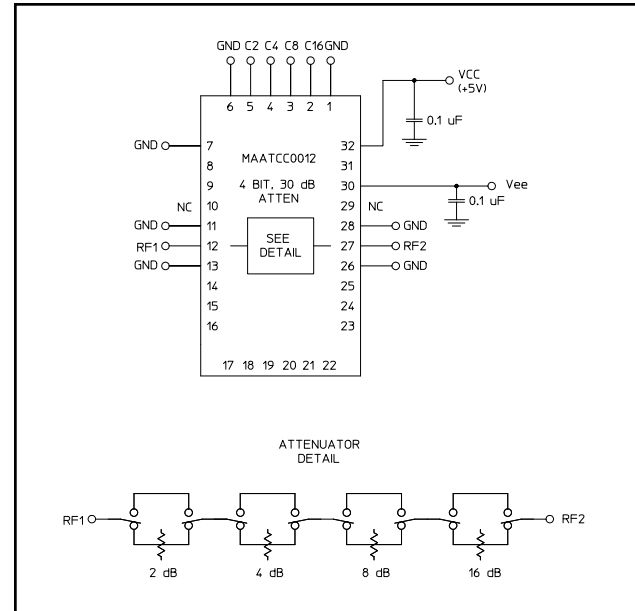 GND C2 C4 C8 C16 GND
6 5 4 3 2 1
VCC
(+5V)
0.1 uF
GND 7 32
MAATCC0012
8 31
9 4 BIT, 30 dB 30 Vee
ATTEN
NC 10 29 NC
0.1 uF
GND 11 28 GND
RF1 12 SEE 27 RF2
DETAIL
GND 13 26 GND
14 25
15 24
16 23
17 18 19 20 21 22
ATTENUATOR
DETAIL
RF1 RF2
2 dB 4 dB 8 dB 16 dB